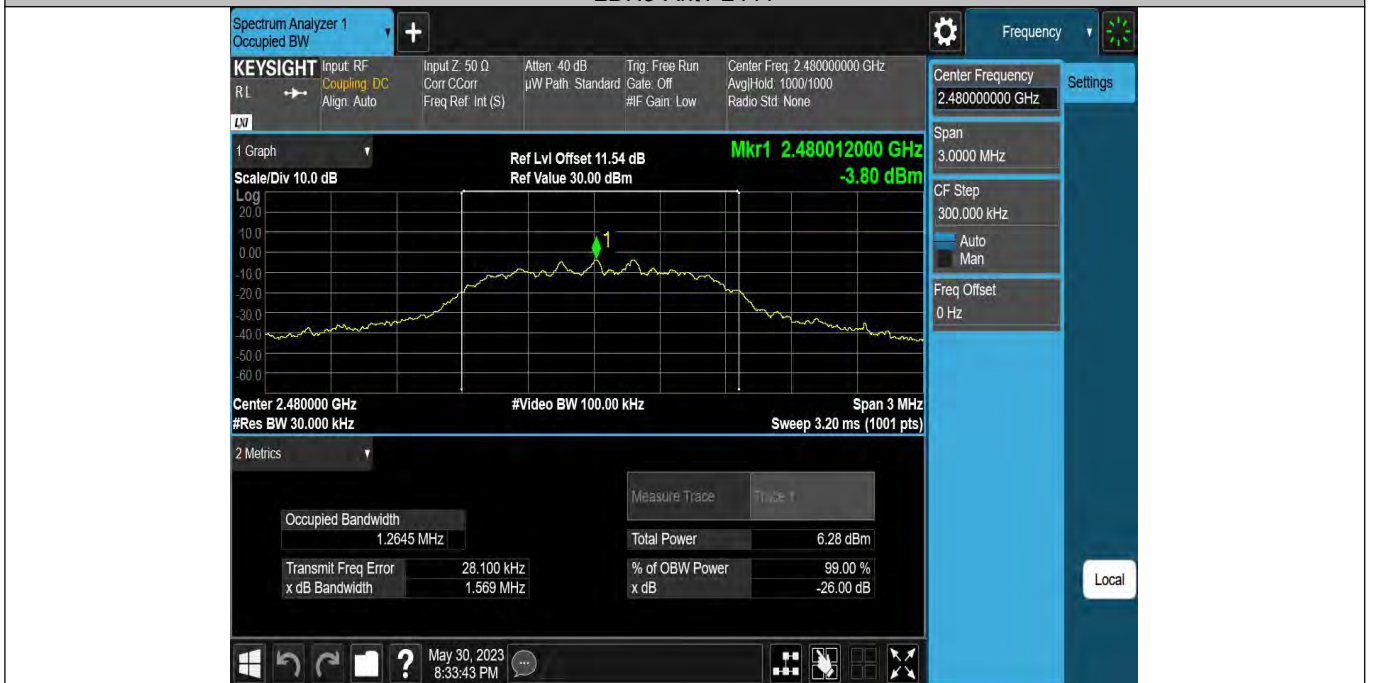 Spectrum Analyzer 1
Occupied BW
+
Frequency
KEYSIGHT
R L
LXI
Input: RF
Coupling: DC
Align: Auto
Input Z: 50 Ω
Corr CCorr
Freq Ref: Int (S)
Atten: 40 dB
µW Path: Standard
Trig: Free Run
Gate: Off
#IF Gain: Low
Center Freq: 2.480000000 GHz
Avg|Hold: 1000/1000
Radio Std: None
Center Frequency
2.480000000 GHz
Settings
Span
3.0000 MHz
CF Step
300.000 kHz
Auto
Man
Freq Offset
0 Hz
Local
1 Graph
Scale/Div 10.0 dB
Ref Lvl Offset 11.54 dB
Ref Value 30.00 dBm
Mkr1 2.480012000 GHz
-3.80 dBm
Log
20.0
10.0
0.00
-10.0
-20.0
-30.0
-40.0
-50.0
-60.0
1
Center 2.480000 GHz
#Video BW 100.00 kHz
Span 3 MHz
#Res BW 30.000 kHz
Sweep 3.20 ms (1001 pts)
2 Metrics
Measure Trace Trace 1
Occupied Bandwidth
1.2645 MHz
Total Power 6.28 dBm
Transmit Freq Error 28.100 kHz
% of OBW Power 99.00 %
x dB Bandwidth 1.569 MHz
x dB -26.00 dB
?
May 30, 2023
8:33:43 PM